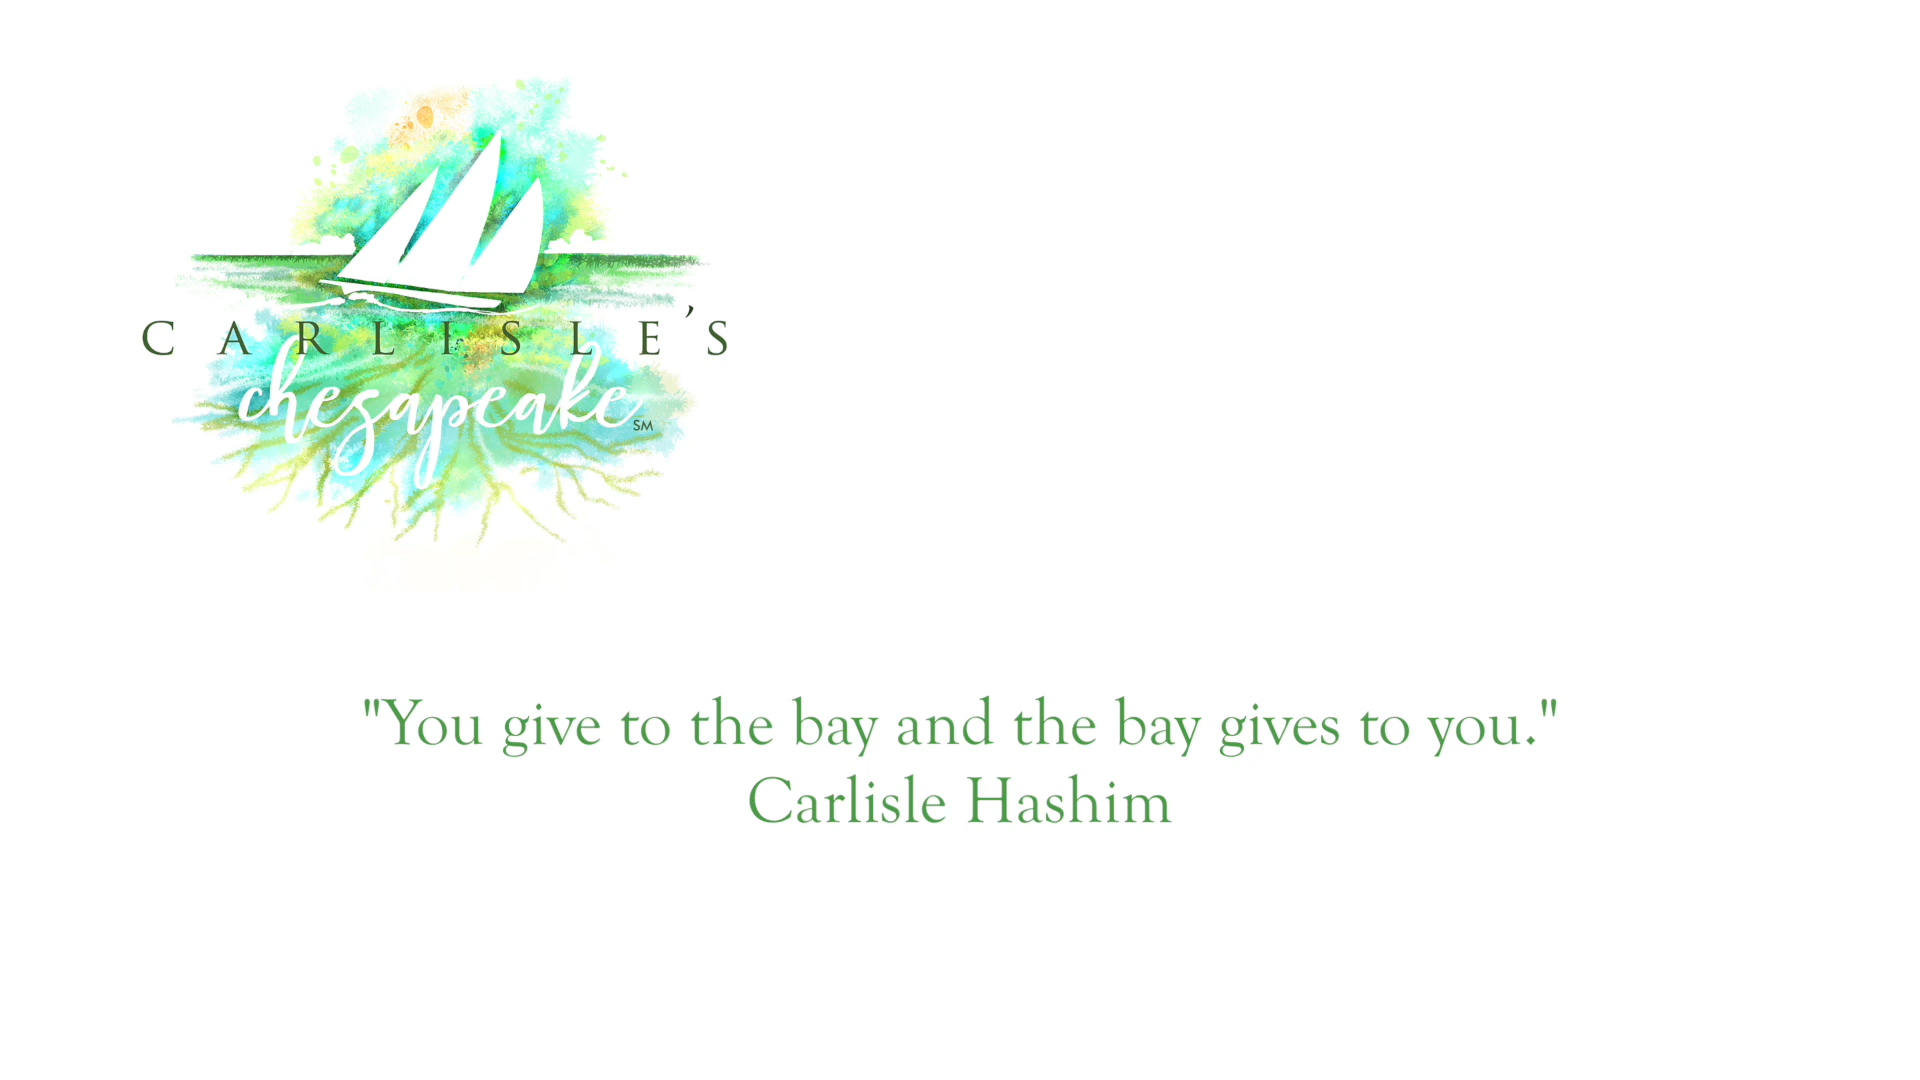 CARLISLE'S
chesapeake SM
"You give to the bay and the bay gives to you."
Carlisle Hashim